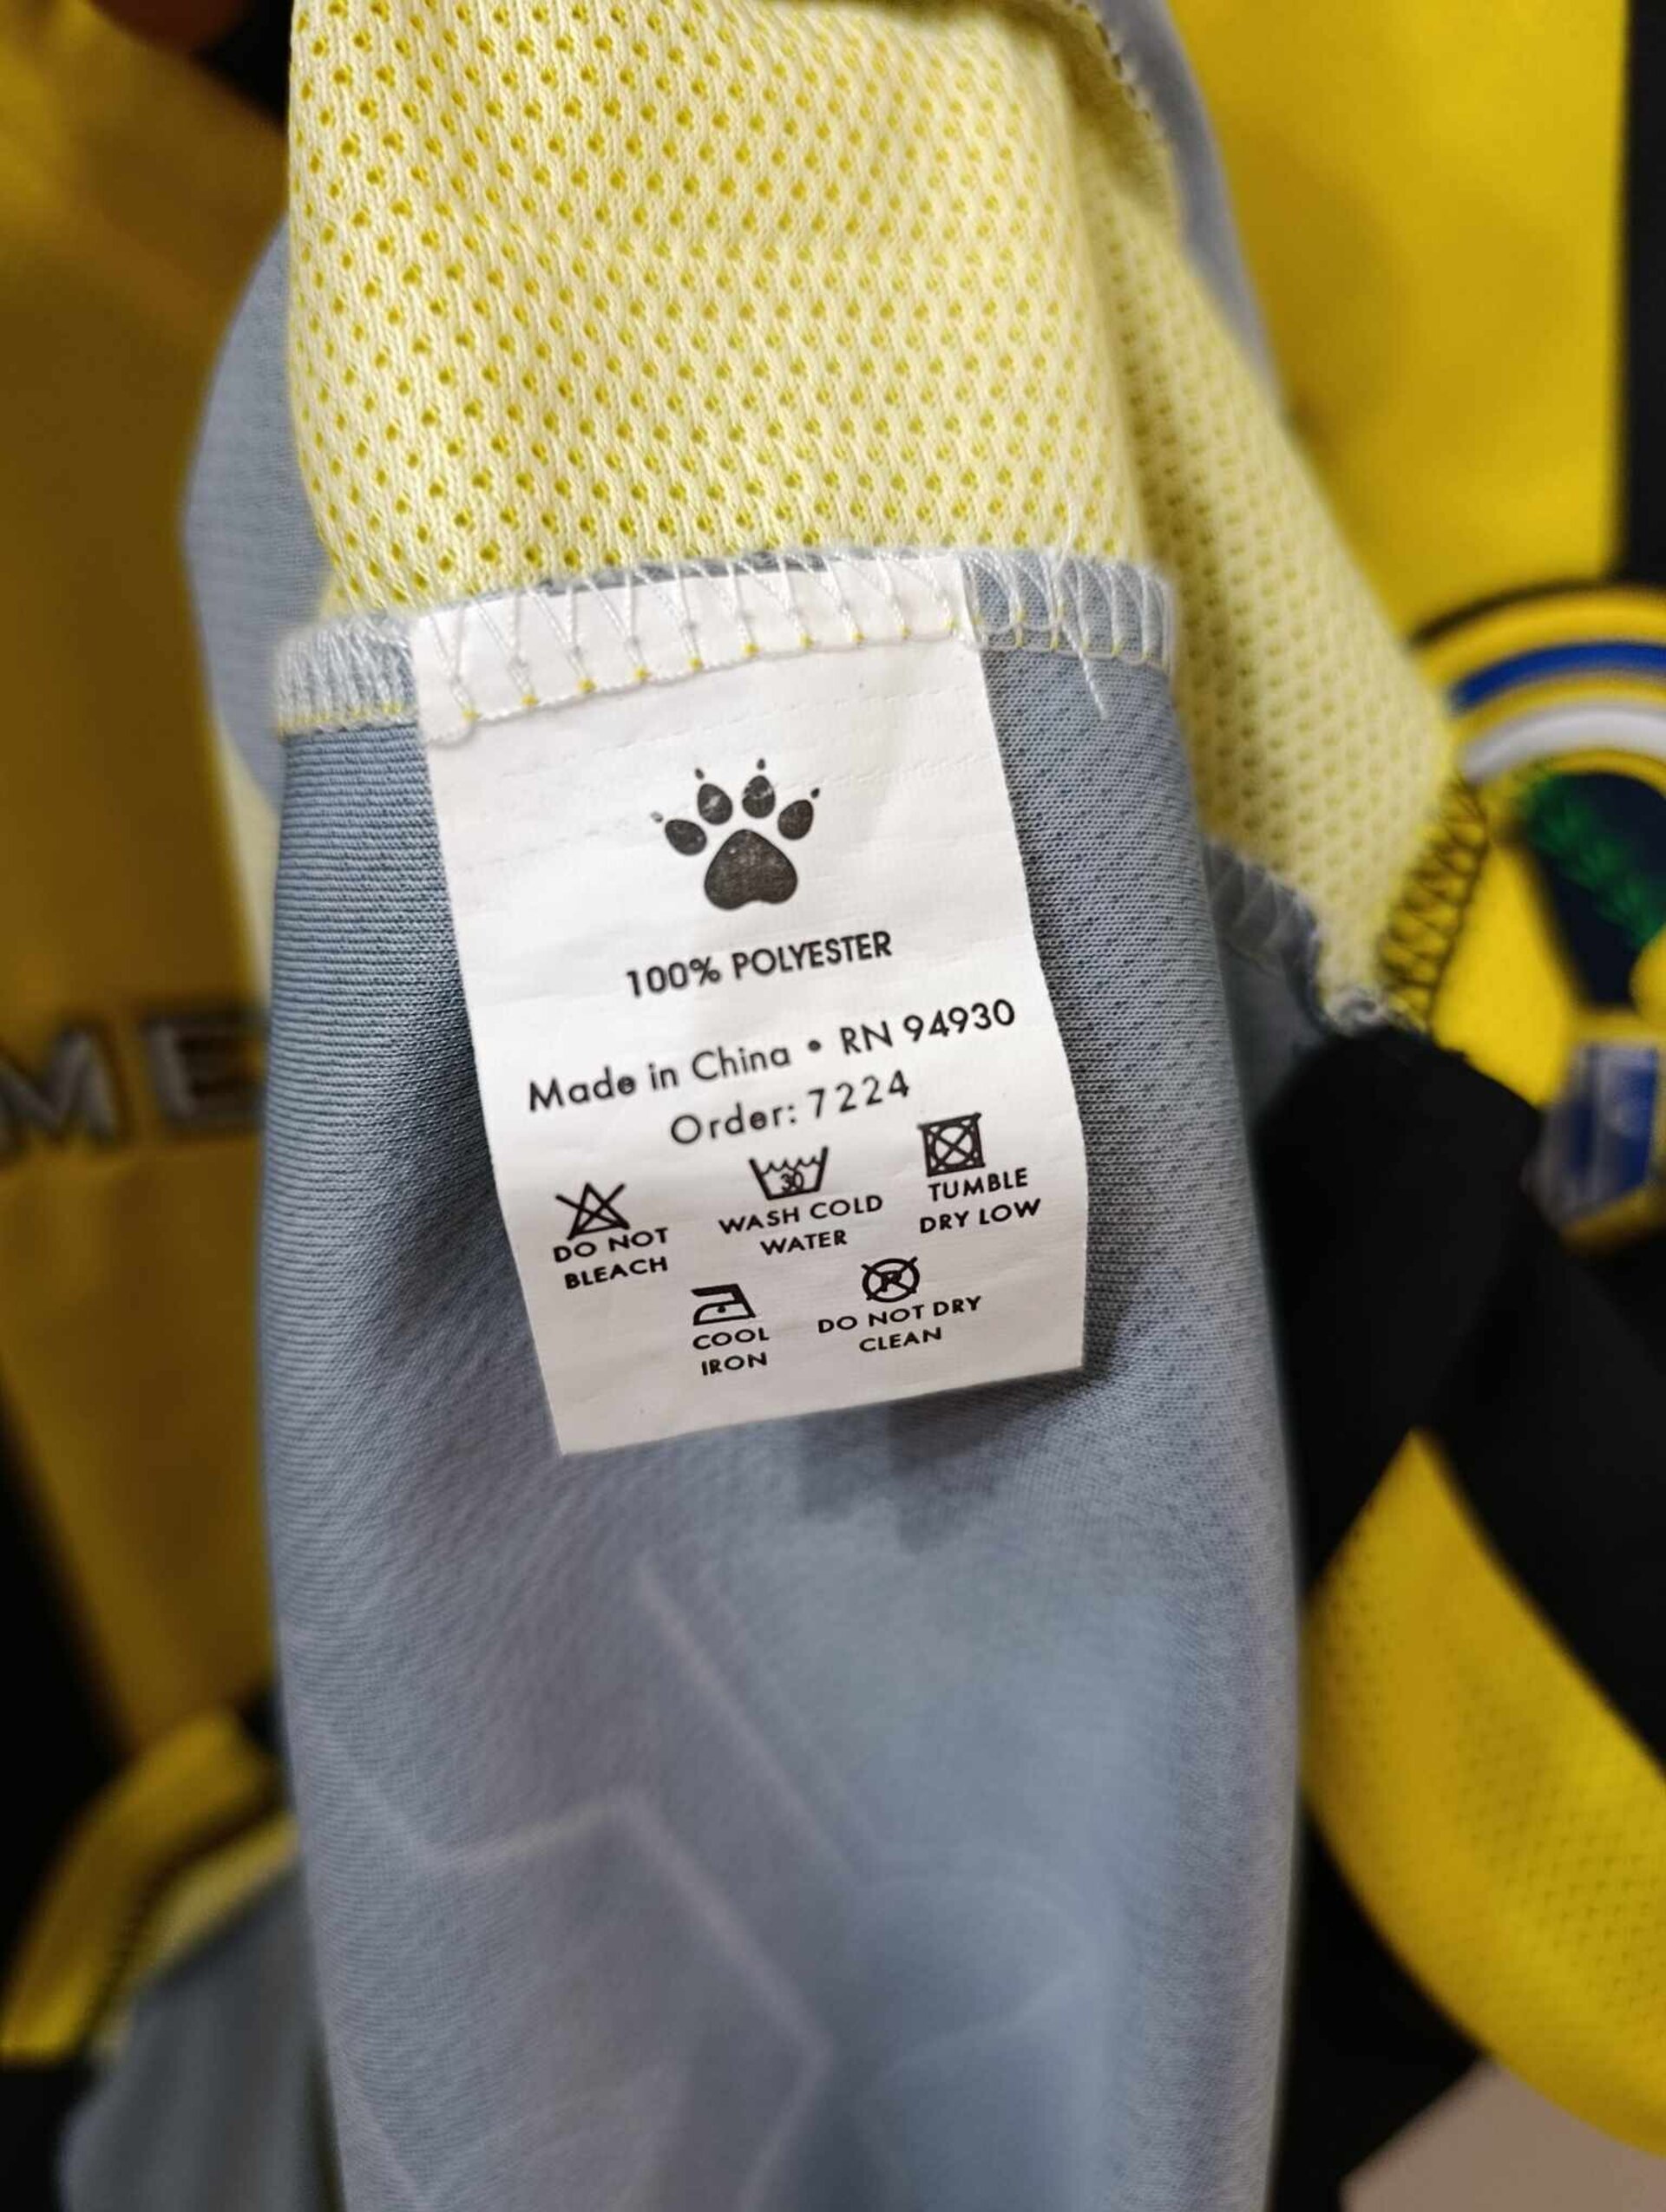 100% POLYESTER
Made in China • RN 94930
Order: 7224
30
DO NOT
BLEACH
WASH COLD
WATER
TUMBLE
DRY LOW
COOL
IRON
R
DO NOT DRY
CLEAN
ME